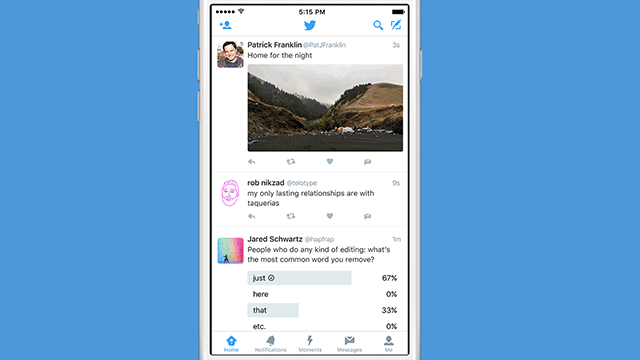 5:15 PM
Patrick Franklin @PatJFranklin 3s
Home for the night
rob nikzad @telotype 9s
my only lasting relationships are with
taquerias
Jared Schwartz @hapfrap 1m
People who do any kind of editing: what's
the most common word you remove?
just 67%
here 0%
that 33%
etc. 0%
Home Notifications Moments Messages Me